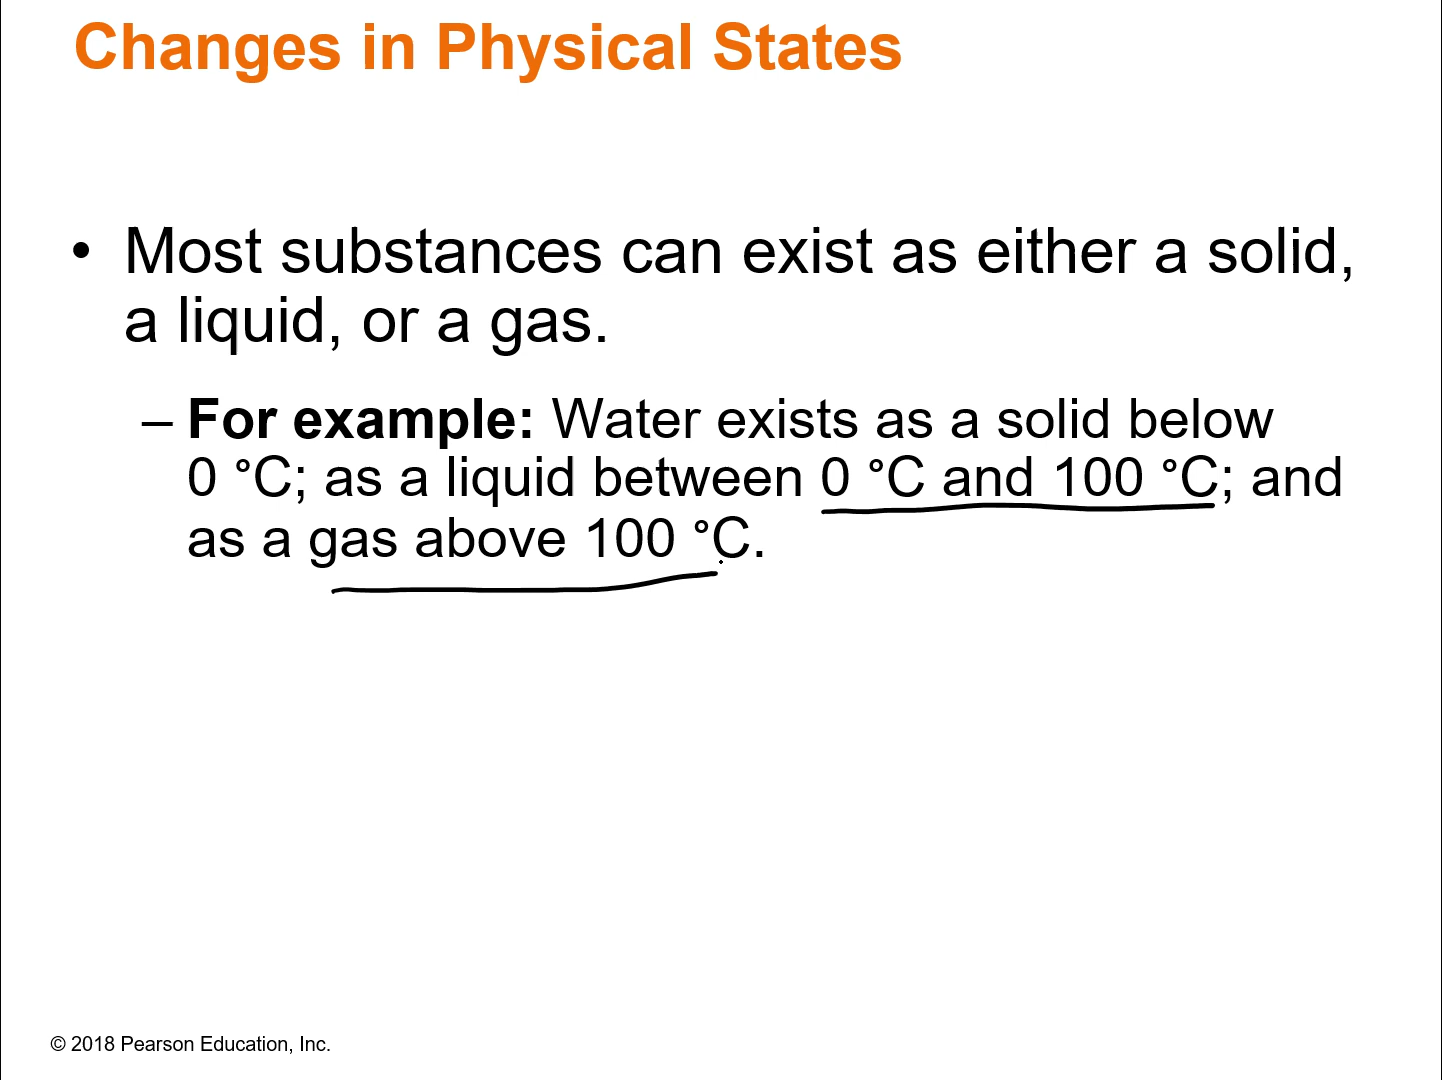 Changes in Physical States
• Most substances can exist as either a solid,
a liquid, or a gas.
– For example: Water exists as a solid below
0 °C; as a liquid between 0 °C and 100 °C; and
as a gas above 100 °C.
© 2018 Pearson Education, Inc.